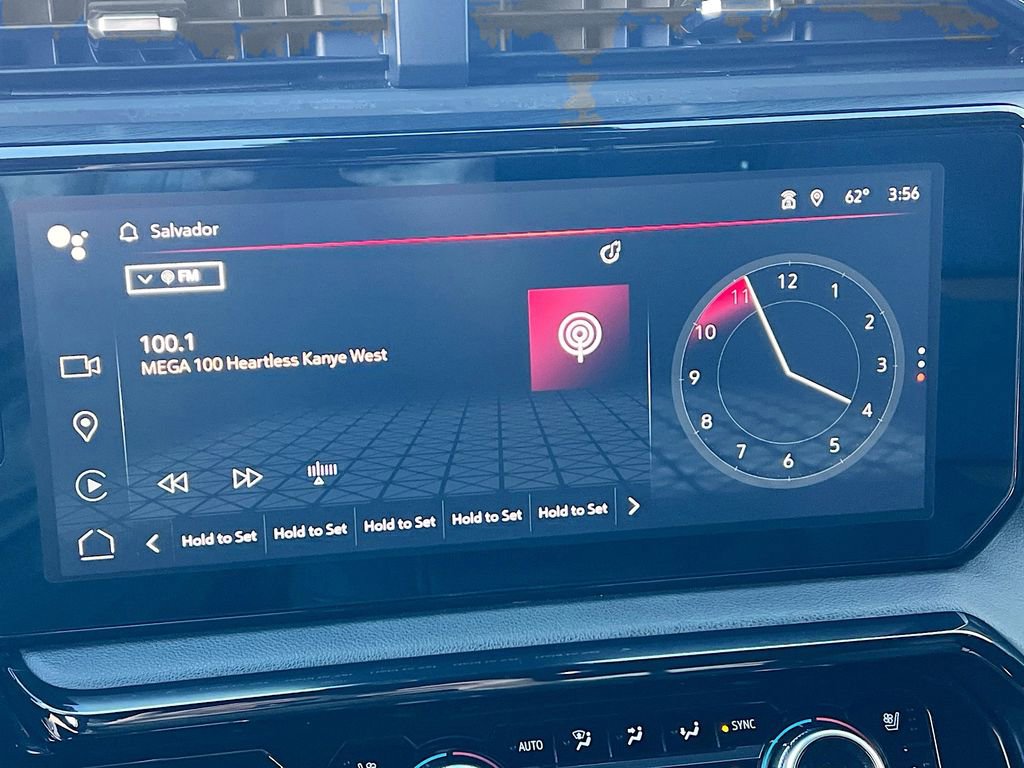 Salvador
62° 3:56
FM
100.1
MEGA 100 Heartless Kanye West
12
1
2
3
4
5
6
7
8
9
10
11
Hold to Set Hold to Set Hold to Set Hold to Set Hold to Set
AUTO
SYNC